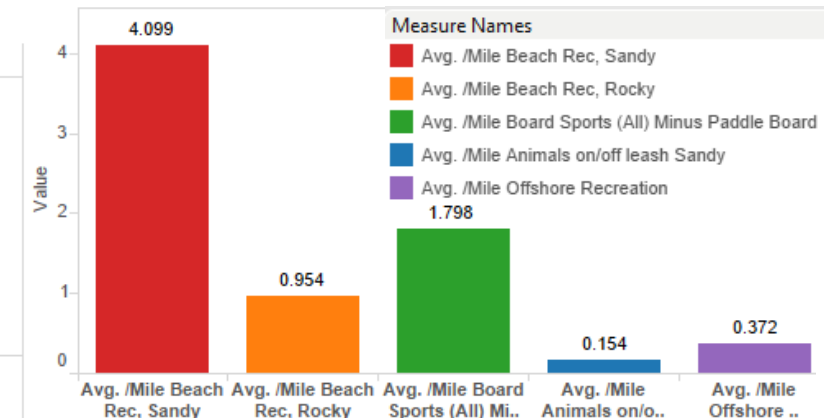 4.099
Measure Names
Avg. /Mile Beach Rec, Sandy
Avg. /Mile Beach Rec, Rocky
Avg. /Mile Board Sports (All) Minus Paddle Board
Avg. /Mile Animals on/off leash Sandy
Avg. /Mile Offshore Recreation
4
3
2
1
0
Value
1.798
0.954
0.154
0.372
Avg. /Mile Beach
Rec, Sandy
Avg. /Mile Beach
Rec, Rocky
Avg. /Mile Board
Sports (All) Mi..
Avg. /Mile
Animals on/o..
Avg. /Mile
Offshore ..